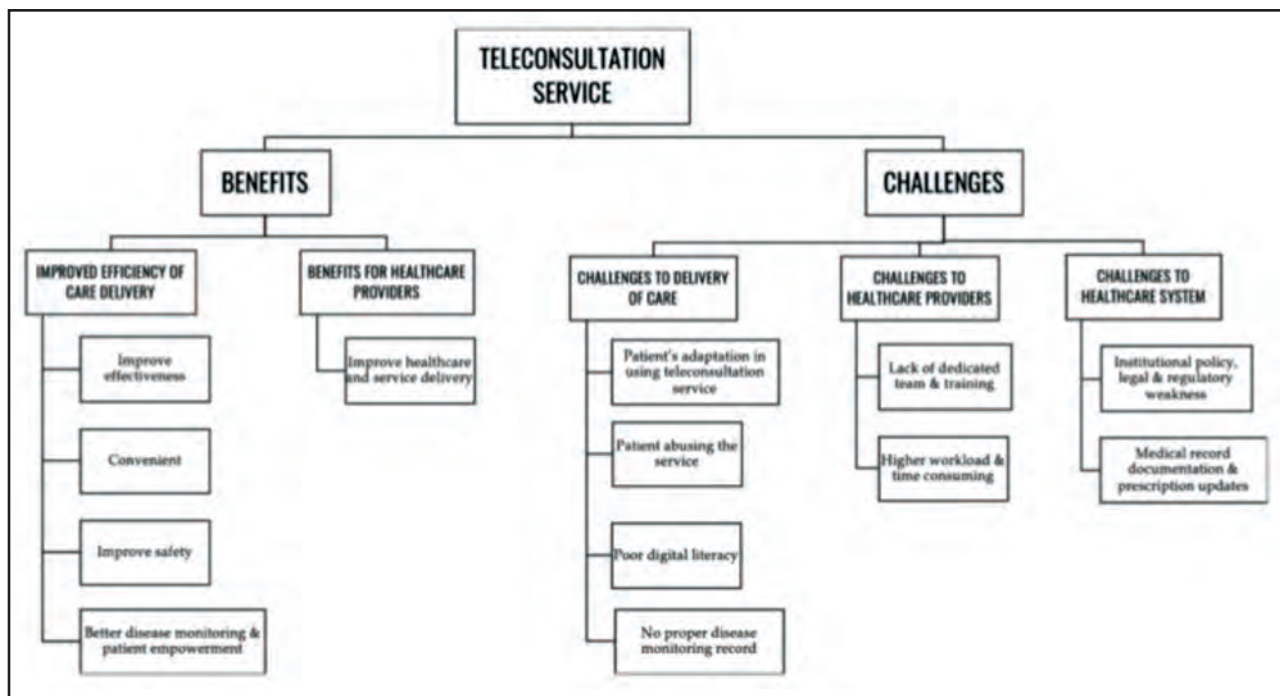 TELECONSULTATION
SERVICE
BENEFITS
CHALLENGES
IMPROVED EFFICIENCY OF
CARE DELIVERY
BENEFITS FOR HEALTHCARE
PROVIDERS
CHALLENGES TO DELIVERY
OF CARE
CHALLENGES TO
HEALTHCARE PROVIDERS
CHALLENGES TO
HEALTHCARE SYSTEM
Improve
effectiveness
Convenient
Improve safety
Better disease monitoring &
patient empowerment
Improve healthcare
and service delivery
Patient's adaptation in
using teleconsultation
service
Patient abusing the
service
Poor digital literacy
No proper disease
monitoring record
Lack of dedicated
team & training
Higher workload &
time consuming
Institutional policy,
legal & regulatory
weakness
Medical record
documentation &
prescription updates